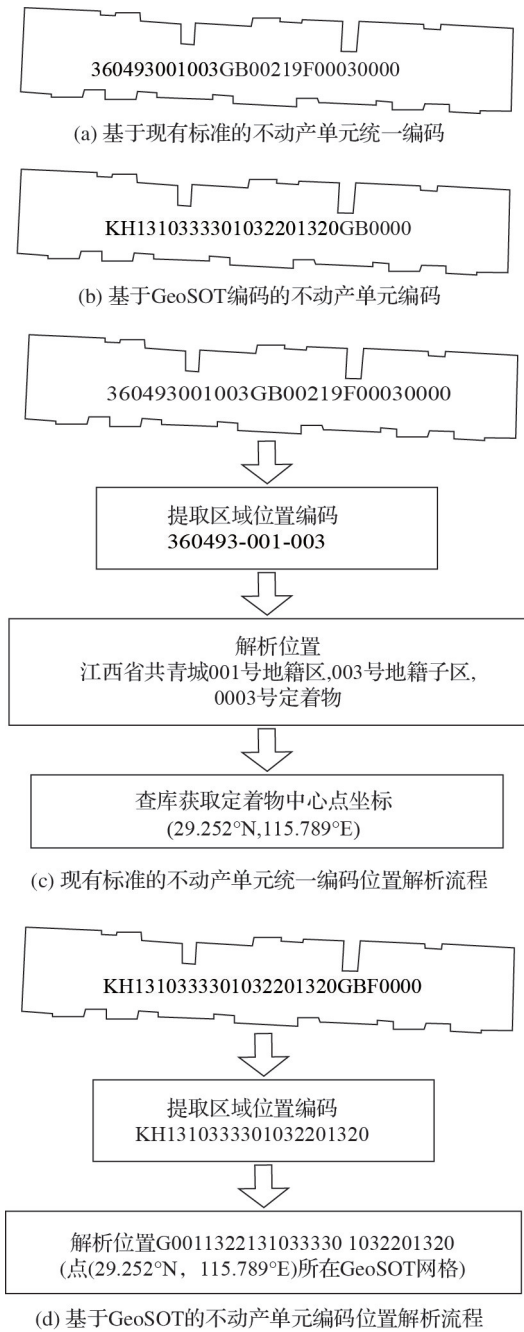 360493001003GB00219F00030000
(a) 基于现有标准的不动产单元统一编码
KH1310333301032201320GB0000
(b) 基于GeoSOT编码的不动产单元编码
360493001003GB00219F00030000
提取区域位置编码
360493-001-003
解析位置
江西省共青城001号地籍区,003号地籍子区,
0003号定着物
查库获取定着物中心点坐标
(29.252°N,115.789°E)
(c) 现有标准的不动产单元统一编码位置解析流程
KH1310333301032201320GBF0000
提取区域位置编码
KH1310333301032201320
解析位置G0011322131033330 1032201320
(点(29.252°N，115.789°E)所在GeoSOT网格)
(d) 基于GeoSOT的不动产单元编码位置解析流程